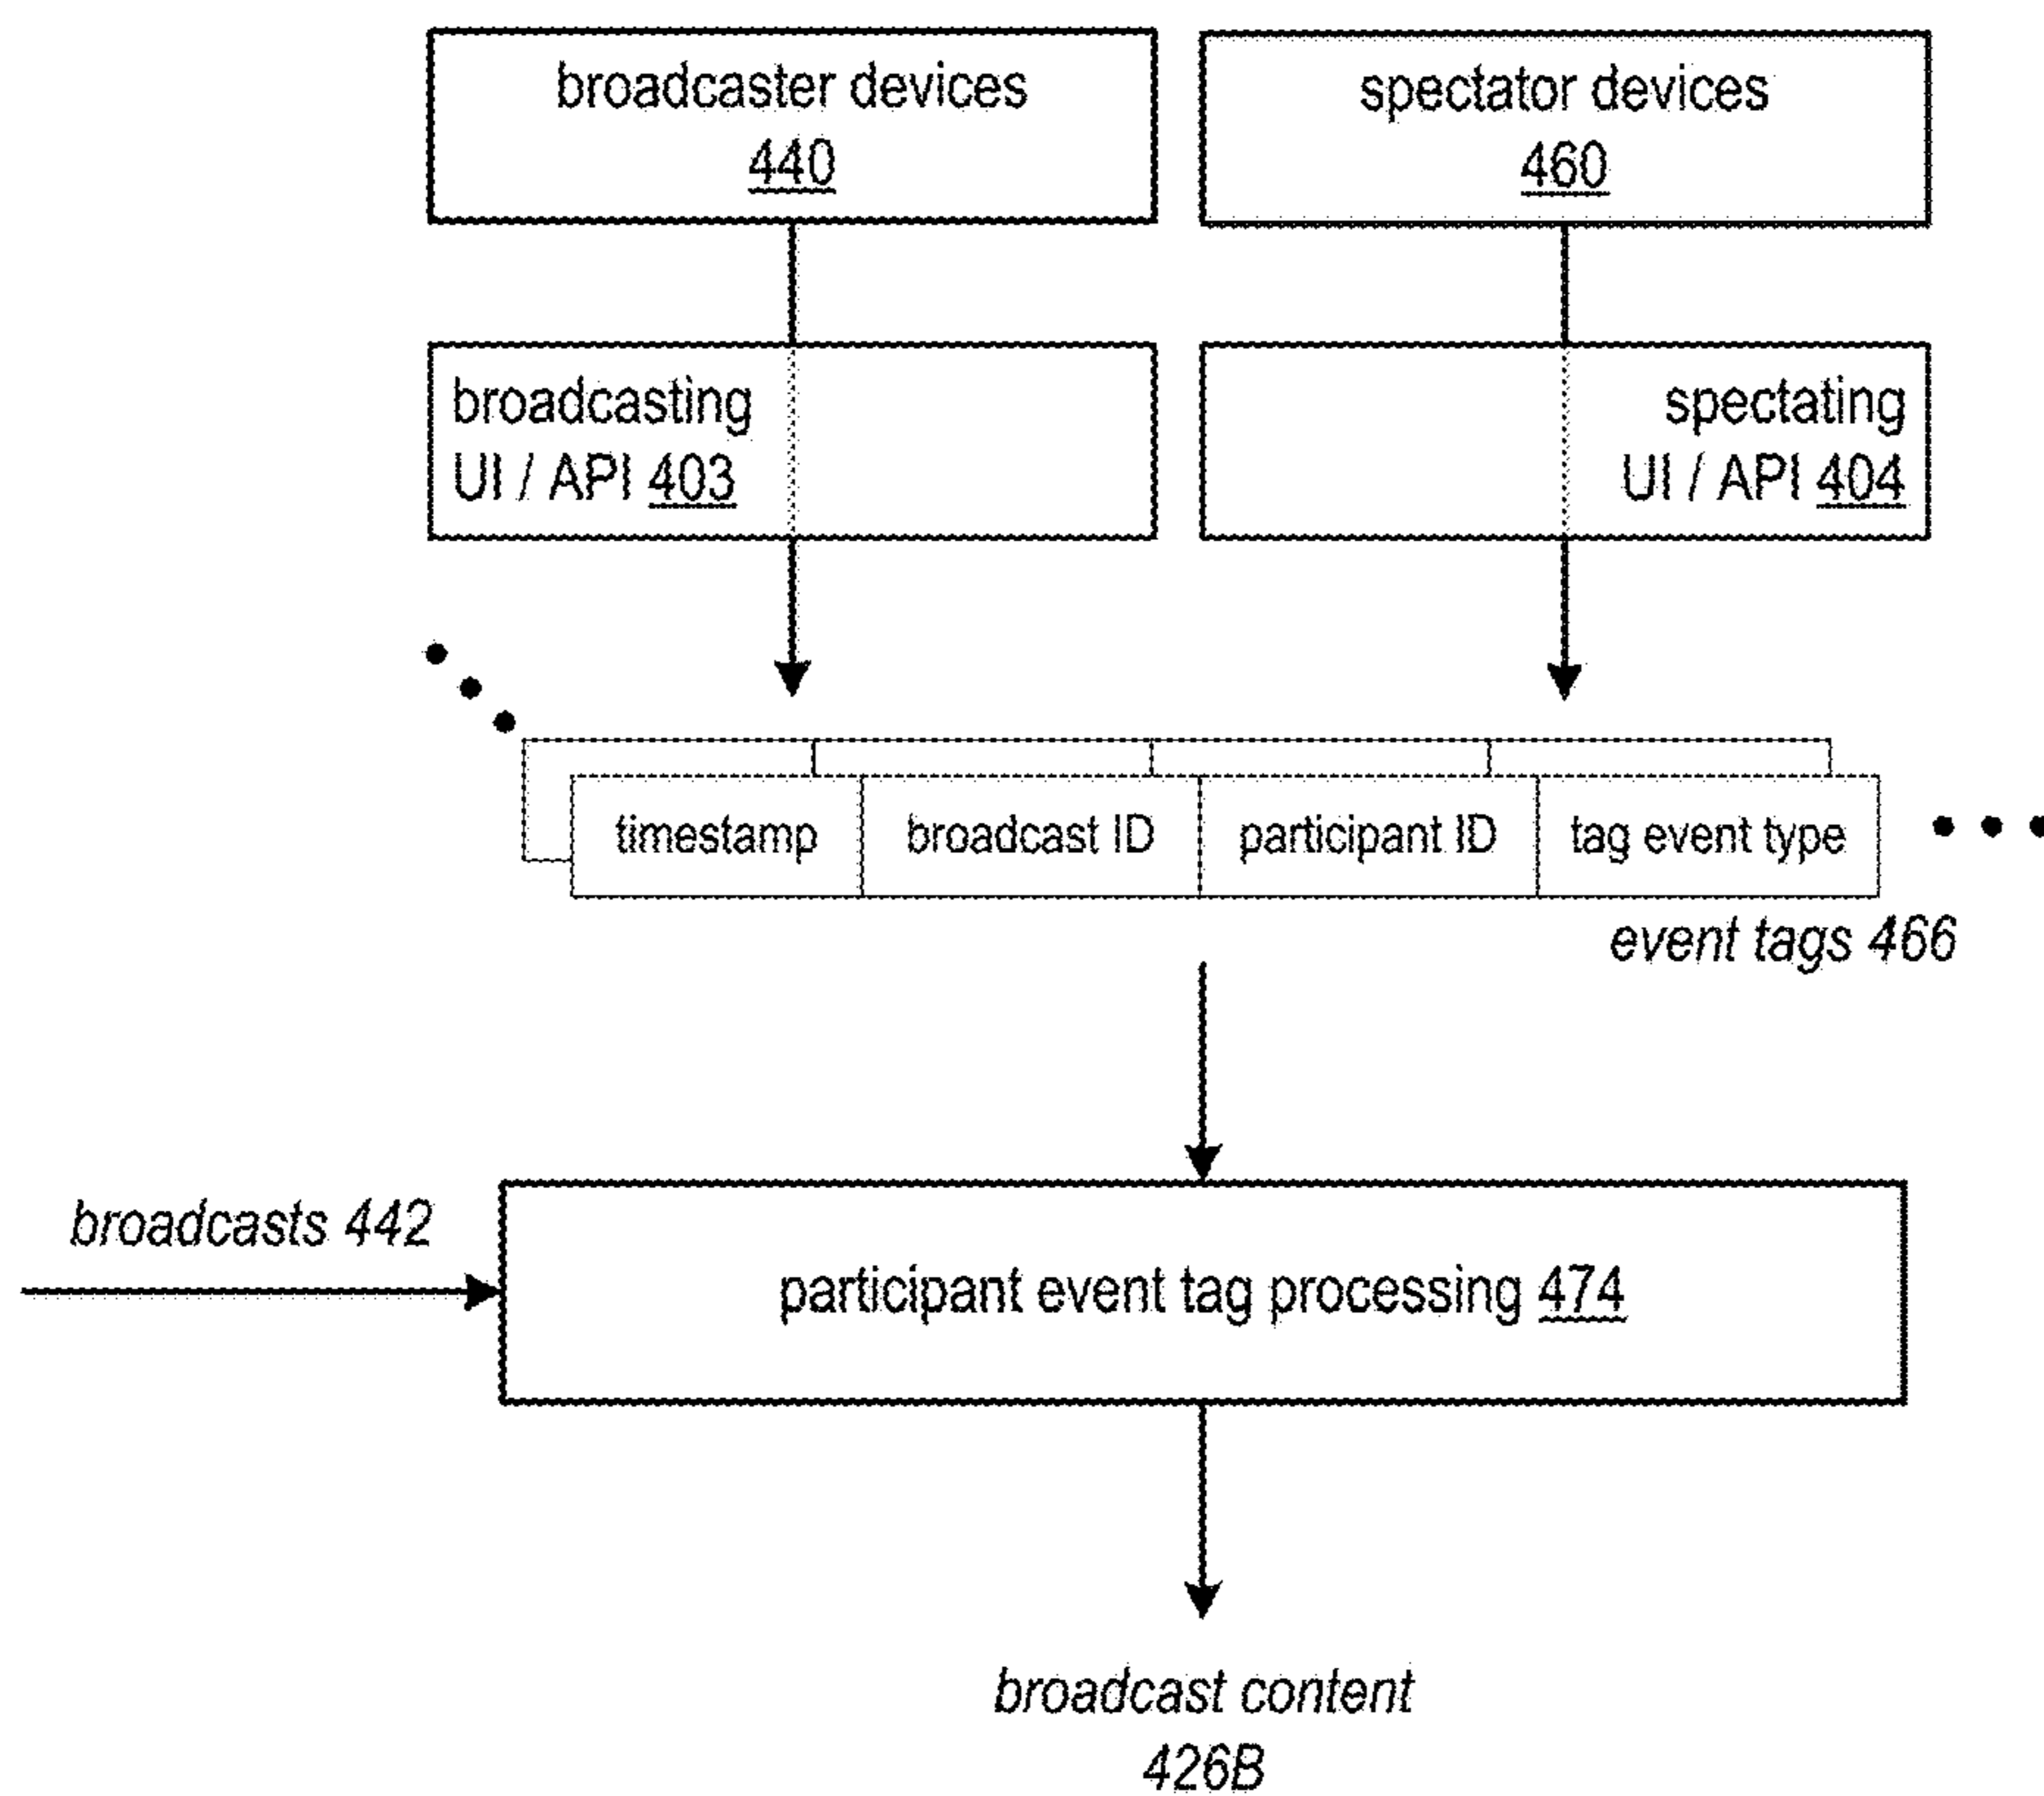 broadcaster devices
440
spectator devices
460
broadcasting
UI / API 403
spectating
UI / API 404
timestamp broadcast ID participant ID tag event type
event tags 466
broadcasts 442
participant event tag processing 474
broadcast content
426B